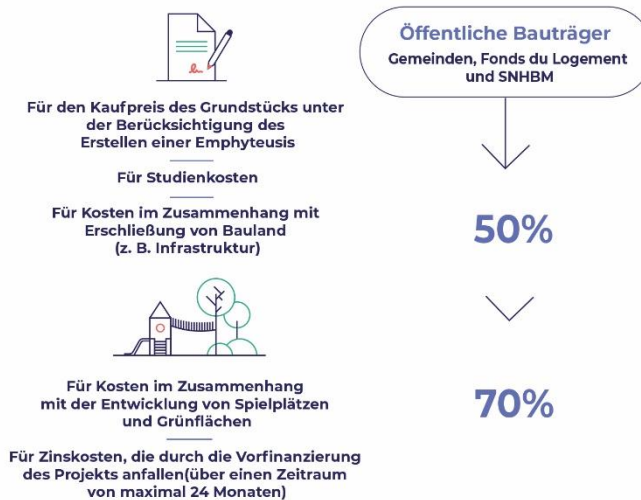 Öffentliche Bauträger
Gemeinden, Fonds du Logement
und SNHBM
Für den Kaufpreis des Grundstücks unter
der Berücksichtigung des
Erstellen einer Emphyteusis
Für Studienkosten
Für Kosten im Zusammenhang mit
Erschließung von Bauland
(z. B. Infrastruktur)
50%
Für Kosten im Zusammenhang
mit der Entwicklung von Spielplätzen
und Grünflächen
70%
Für Zinskosten, die durch die Vorfinanzierung
des Projekts anfallen(über einen Zeitraum
von maximal 24 Monaten)